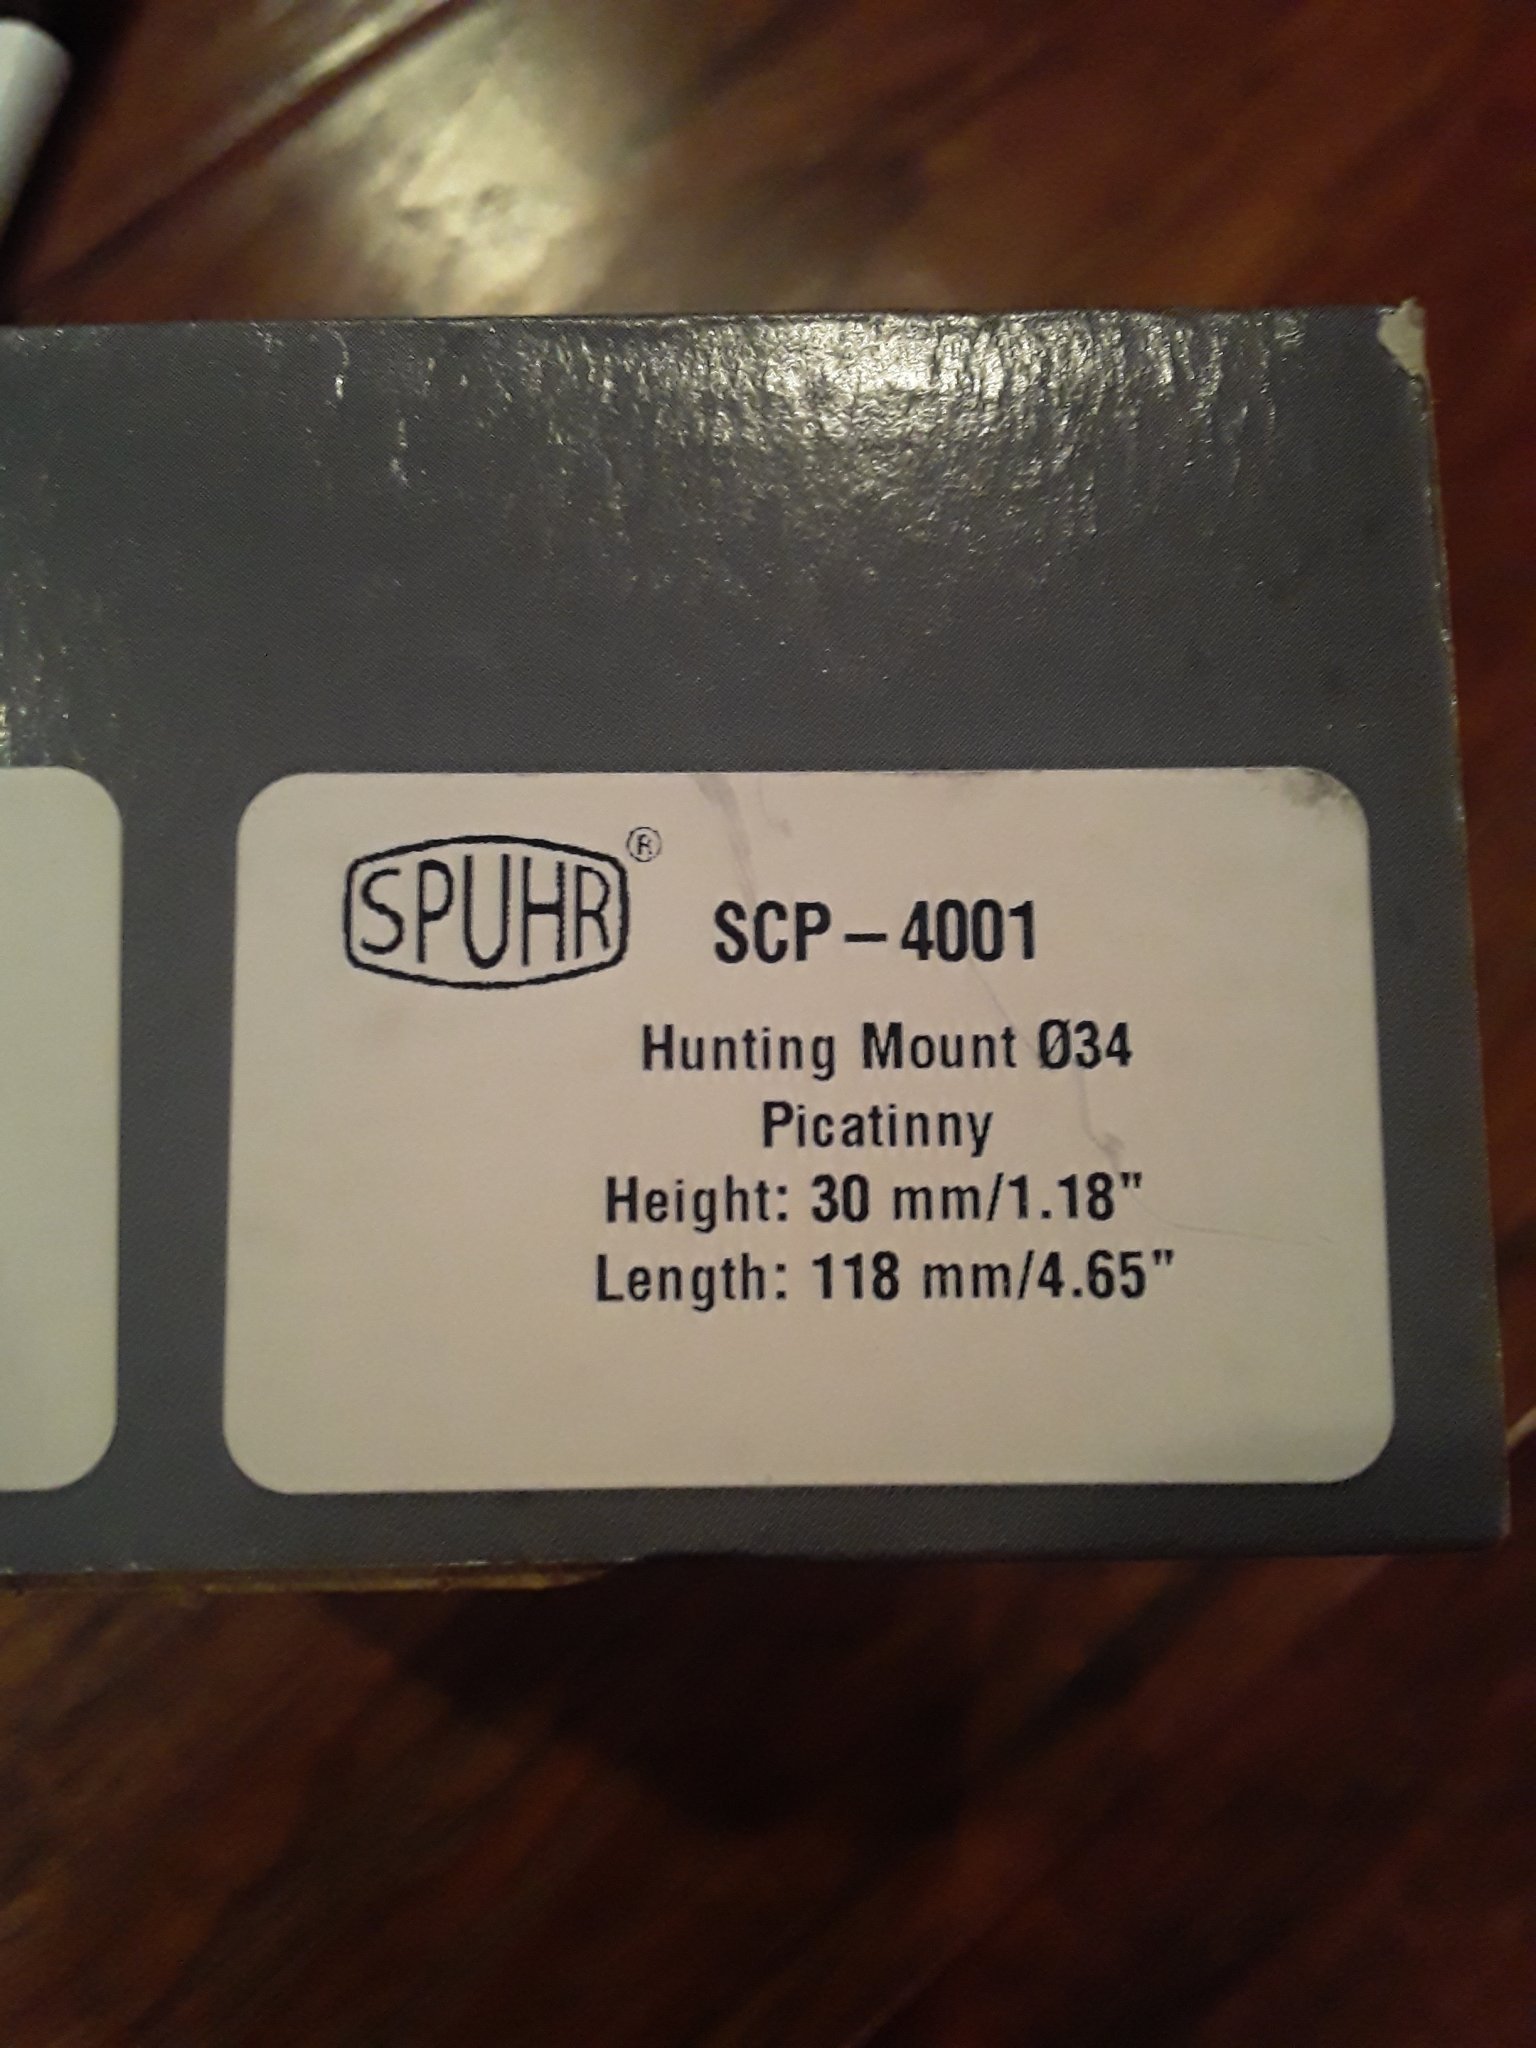 SPUHR® SCP – 4001
Hunting Mount Ø34
Picatinny
Height: 30 mm/1.18"
Length: 118 mm/4.65"